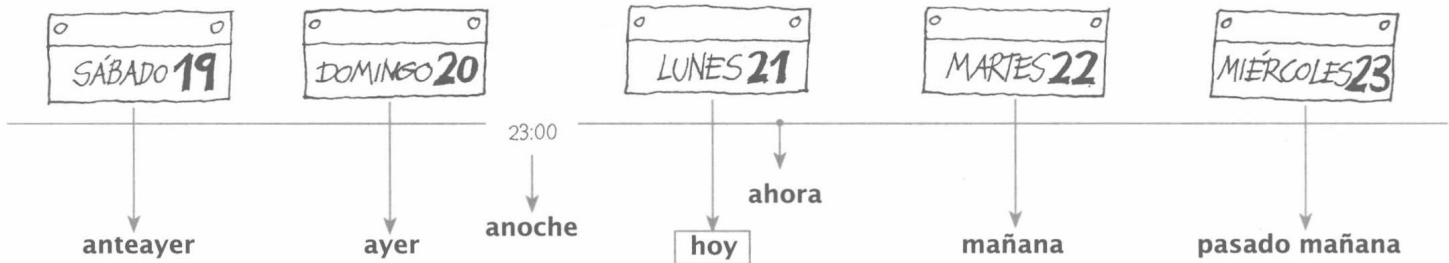 SÁBADO 19 DOMINGO 20 LUNES 21 MARTES 22 MIÉRCOLES 23
23:00
ahora
anoche
anteayer ayer hoy mañana pasado mañana